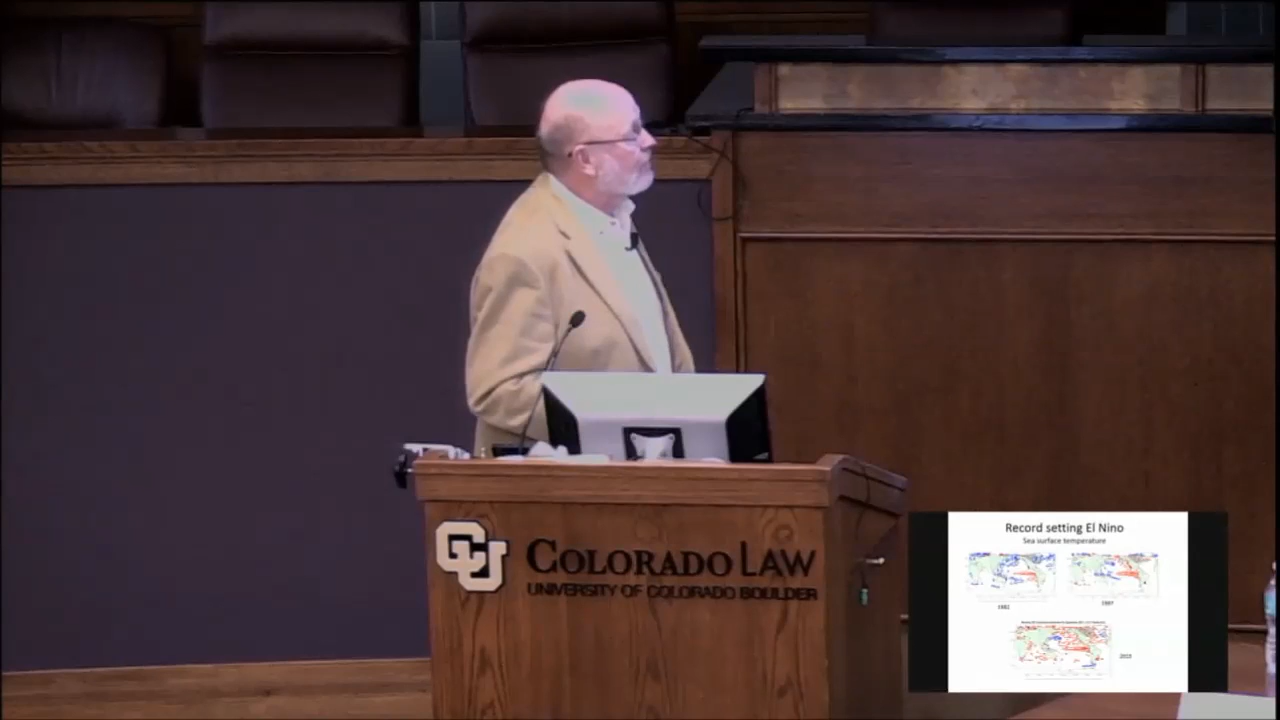 CU
COLORADO LAW
UNIVERSITY OF COLORADO BOULDER
Record setting El Nino
Sea surface temperature
1982
1997
2015